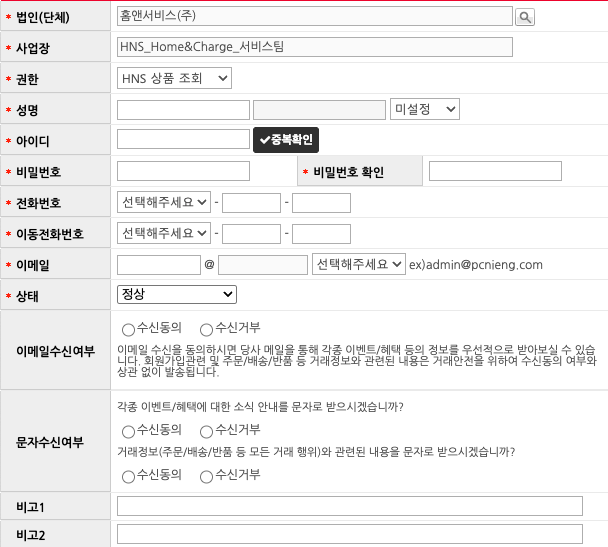 * 법인(단체) 홈앤서비스(주)
* 사업장 HNS_Home&Charge_서비스팀
* 권한 HNS 상품 조회
* 성명 미설정
* 아이디 중복확인
* 비밀번호 * 비밀번호 확인
* 전화번호 선택해주세요 - -
* 이동전화번호 선택해주세요 - -
* 이메일 @ 선택해주세요 ex)admin@pcnieng.com
* 상태 정상
이메일수신여부
수신동의 수신거부
이메일 수신을 동의하시면 당사 메일을 통해 각종 이벤트/혜택 등의 정보를 우선적으로 받아보실 수 있습
니다. 회원가입관련 및 주문/배송/반품 등 거래정보와 관련된 내용은 거래안전을 위하여 수신동의 여부와
상관 없이 발송됩니다.
문자수신여부
각종 이벤트/혜택에 대한 소식 안내를 문자로 받으시겠습니까?
수신동의 수신거부
거래정보(주문/배송/반품 등 모든 거래 행위)와 관련된 내용을 문자로 받으시겠습니까?
수신동의 수신거부
비고1
비고2